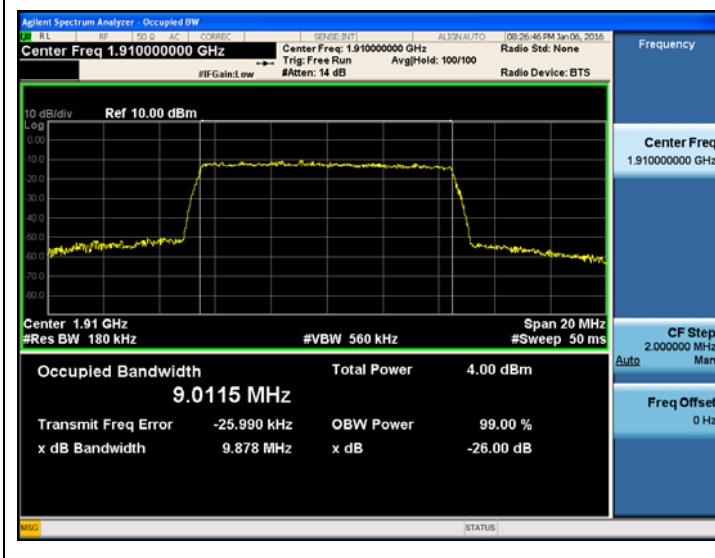 Agilent Spectrum Analyzer - Occupied BW
RL RF 50 Ω AC CORREC SENSE:INT ALIGN AUTO 08:26:46 PM Jan 06, 2016
Center Freq 1.910000000 GHz
Center Freq: 1.910000000 GHz
Radio Std: None
Trig: Free Run Avg|Hold: 100/100
#IFGain:Low #Atten: 14 dB Radio Device: BTS
Frequency
10 dB/div Ref 10.00 dBm
Log
0.00
-10.0
-20.0
-30.0
-40.0
-50.0
-60.0
-70.0
-80.0
Center Freq
1.910000000 GHz
Center 1.91 GHz Span 20 MHz
#Res BW 180 kHz #VBW 560 kHz #Sweep 50 ms
CF Step
2.000000 MHz
Auto Man
Occupied Bandwidth Total Power 4.00 dBm
9.0115 MHz
Freq Offset
0 Hz
Transmit Freq Error -25.990 kHz OBW Power 99.00 %
x dB Bandwidth 9.878 MHz x dB -26.00 dB
MSG STATUS